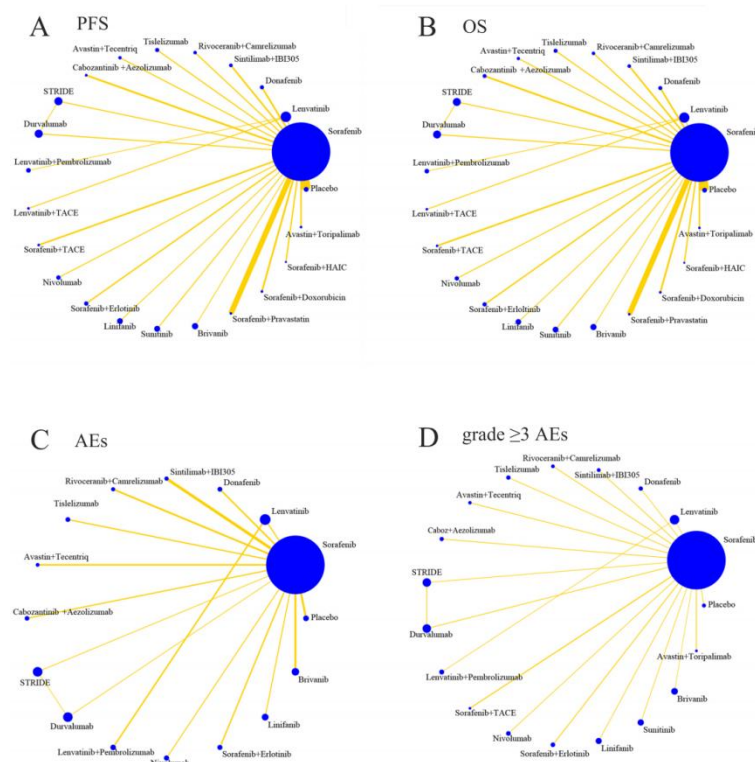 A PFS
Tislelizumab
Rivoceranib+Camrelizumab
Avastin+Tecentriq
Sintilimab+IBI305
Cabozantinib +Aezolizumab
Donafenib
STRIDE
Lenvatinib
Sorafenib
Durvalumab
Lenvatinib+Pembrolizumab
Placebo
Lenvatinib+TACE
Avastin+Toripalimab
Sorafenib+TACE
Sorafenib+HAIC
Nivolumab
Sorafenib+Doxorubicin
Sorafenib+Erlotinib
Sorafenib+Pravastatin
Linifanib
Sunitinib
Brivanib
B OS
Tislelizumab
Rivoceranib+Camrelizumab
Avastin+Tecentriq
Sintilimab+IBI305
Cabozantinib +Aezolizumab
Donafenib
STRIDE
Lenvatinib
Sorafenib
Durvalumab
Lenvatinib+Pembrolizumab
Placebo
Lenvatinib+TACE
Avastin+Toripalimab
Sorafenib+TACE
Sorafenib+HAIC
Nivolumab
Sorafenib+Doxorubicin
Sorafenib+Erloltinib
Sorafenib+Pravastatin
Linifanib
Sunitinib
Brivanib
C AEs
Sintilimab+IBI305
Rivoceranib+Camrelizumab
Donafenib
Tislelizumab
Lenvatinib
Sorafenib
Avastin+Tecentriq
Cabozantinib +Aezolizumab
Placebo
STRIDE
Brivanib
Durvalumab
Linifanib
Lenvatinib+Pembrolizumab
Sorafenib+Erlotinib
D grade ≥3 AEs
Rivoceranib+Camrelizumab
Sintilimab+IBI305
Tislelizumab
Donafenib
Avastin+Tecentriq
Lenvatinib
Caboz+Aezolizumab
Sorafenib
STRIDE
Placebo
Durvalumab
Avastin+Toripalimab
Lenvatinib+Pembrolizumab
Brivanib
Sorafenib+TACE
Sunitinib
Nivolumab
Linifanib
Sorafenib+Erlotinib